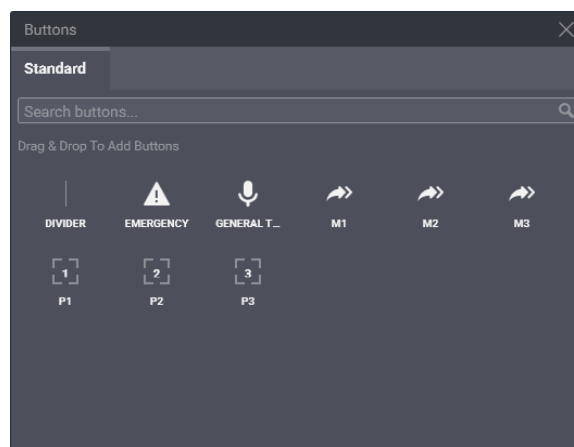 Buttons
Standard
Search buttons...
Drag & Drop To Add Buttons
DIVIDER EMERGENCY GENERAL T... M1 M2 M3
1 2 3
P1 P2 P3